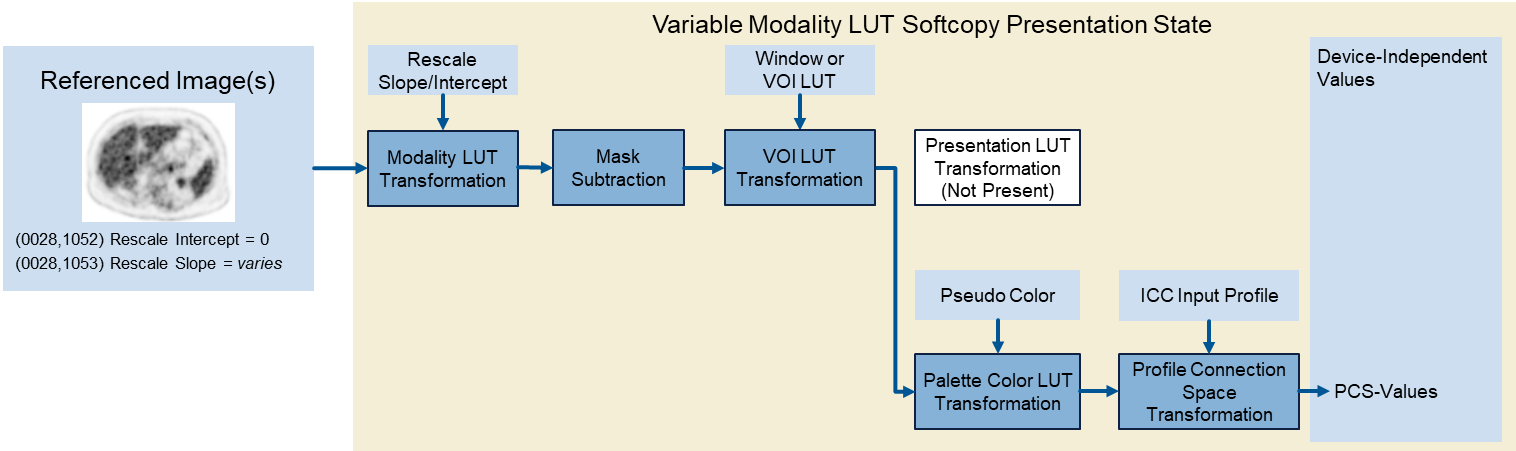 Variable Modality LUT Softcopy Presentation State
Referenced Image(s)
(0028,1052) Rescale Intercept = 0
(0028,1053) Rescale Slope = varies
Rescale
Slope/Intercept
Modality LUT
Transformation
Mask
Subtraction
Window or
VOI LUT
VOI LUT
Transformation
Presentation LUT
Transformation
(Not Present)
Pseudo Color
Palette Color LUT
Transformation
ICC Input Profile
Profile Connection
Space
Transformation
Device-Independent
Values
PCS-Values